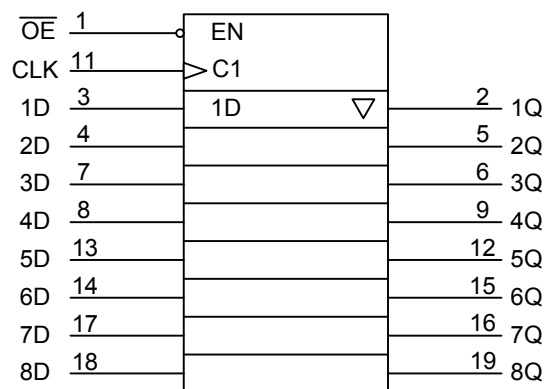 OE 1 EN
CLK 11 C1
1D 3 1D 2 1Q
2D 4 5 2Q
3D 7 6 3Q
4D 8 9 4Q
5D 13 12 5Q
6D 14 15 6Q
7D 17 16 7Q
8D 18 19 8Q